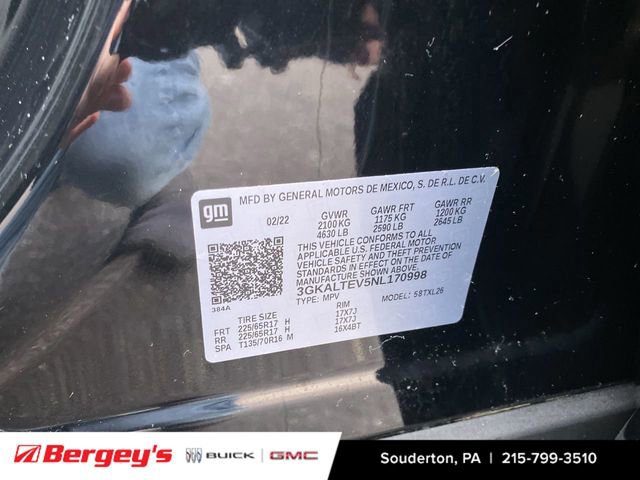 MFD BY GENERAL MOTORS DE MEXICO, S. DE R.L. DE C.V.
gm
02/22 GVWR GAWR FRT GAWR RR
2100 KG 1175 KG 1200 KG
4630 LB 2590 LB 2645 LB
THIS VEHICLE CONFORMS TO ALL
APPLICABLE U.S. FEDERAL MOTOR
VEHICLE SAFETY, BUMPER, AND THEFT
PREVENTION STANDARDS IN EFFECT ON
THE DATE OF MANUFACTURE SHOWN ABOVE.
3GKALTEV5NL170998
TYPE: MPV MODEL: 58TXL26
384A
TIRE SIZE RIM
FRT 225/65R17 H 17X7J
RR 225/65R17 H 17X7J
SPA T135/70R16 M 16X4BT
Bergey's BUICK GMC
Souderton, PA | 215-799-3510